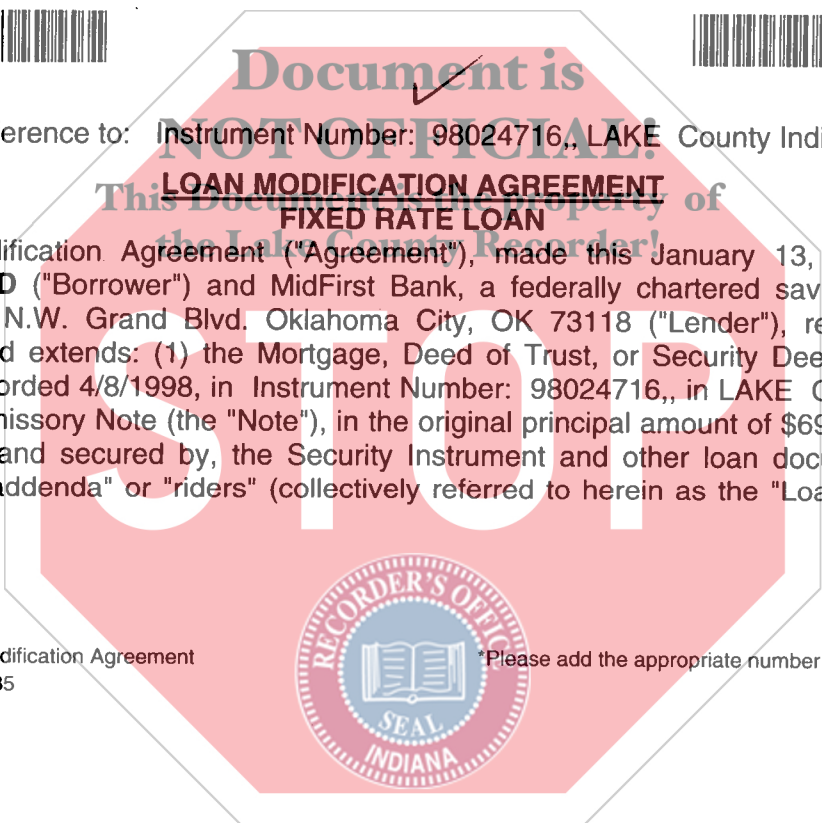 Document is
erence to: Instrument Number: 98024716,, LAKE County Indi
NOT OFFICIAL!
LOAN MODIFICATION AGREEMENT
This Document is the property of
FIXED RATE LOAN
the Lake County Recorder!
lification Agreement ("Agreement"), made this January 13,
D ("Borrower") and MidFirst Bank, a federally chartered sav
N.W. Grand Blvd. Oklahoma City, OK 73118 ("Lender"), re
d extends: (1) the Mortgage, Deed of Trust, or Security Dee
orded 4/8/1998, in Instrument Number: 98024716,, in LAKE C
nissory Note (the "Note"), in the original principal amount of $69
and secured by, the Security Instrument and other loan doc
addenda" or "riders" (collectively referred to herein as the "Loa
STOP
RECORDER'S OFFICE
SEAL
INDIANA
dification Agreement
*Please add the appropriate number
35